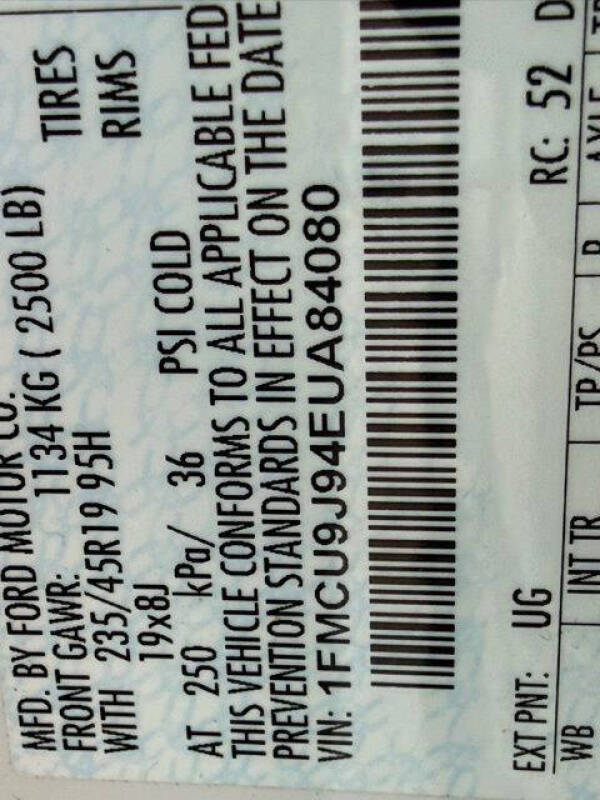 MFD. BY FORD MOTOR CO.
FRONT GAWR: 1134 KG ( 2500 LB)
WITH 235/45R19 95H TIRES
19x8J RIMS
AT 250 kPa/ 36 PSI COLD
THIS VEHICLE CONFORMS TO ALL APPLICABLE FED
PREVENTION STANDARDS IN EFFECT ON THE DATE
VIN: 1FMCU9J94EUA84080
EXT PNT: UG RC: 52 D
WB INT TR TP/PS R AXLE TR